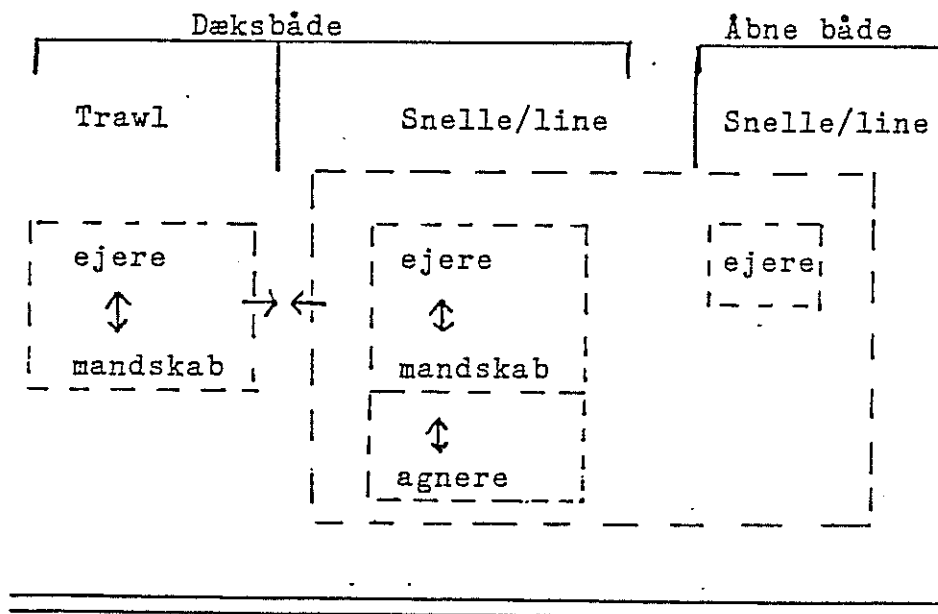 Dæksbåde Åbne både
Trawl Snelle/line Snelle/line
ejere ejere ejere
mandskab mandskab
agnere